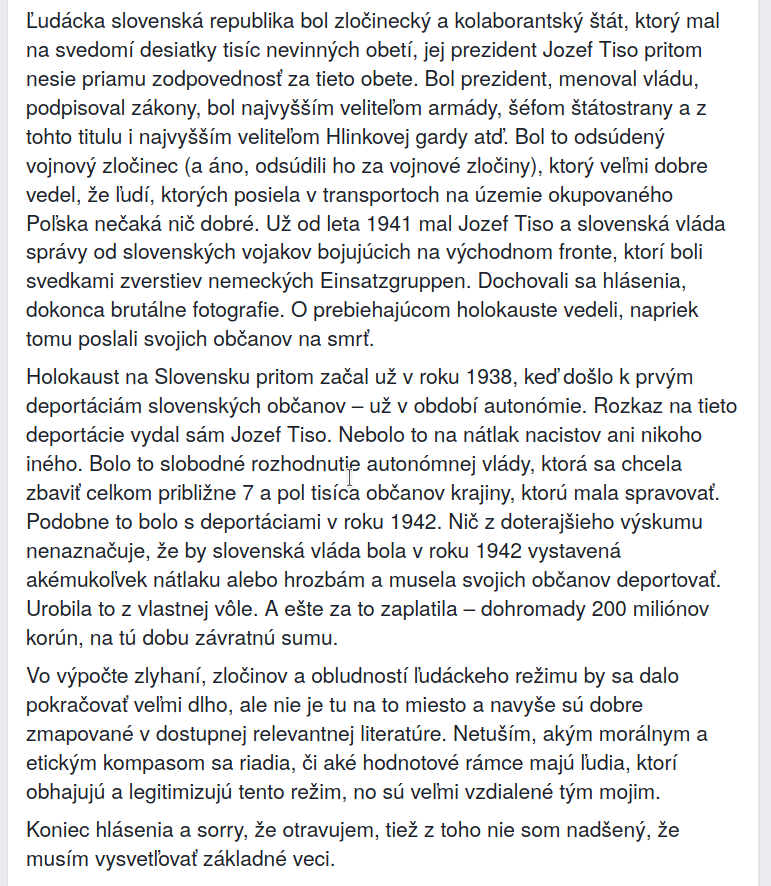 Ľudácka slovenská republika bol zločinecký a kolaborantský štát, ktorý mal
na svedomí desiatky tisíc nevinných obetí, jej prezident Jozef Tiso pritom
nesie priamu zodpovednosť za tieto obete. Bol prezident, menoval vládu,
podpisoval zákony, bol najvyšším veliteľom armády, šéfom štátostrany a z
tohto titulu i najvyšším veliteľom Hlinkovej gardy atď. Bol to odsúdený
vojnový zločinec (a áno, odsúdili ho za vojnové zločiny), ktorý veľmi dobre
vedel, že ľudí, ktorých posiela v transportoch na územie okupovaného
Poľska nečaká nič dobré. Už od leta 1941 mal Jozef Tiso a slovenská vláda
správy od slovenských vojakov bojujúcich na východnom fronte, ktorí boli
svedkami zverstiev nemeckých Einsatzgruppen. Dochovali sa hlásenia,
dokonca brutálne fotografie. O prebiehajúcom holokauste vedeli, napriek
tomu poslali svojich občanov na smrť.
Holokaust na Slovensku pritom začal už v roku 1938, keď došlo k prvým
deportáciám slovenských občanov – už v období autonómie. Rozkaz na tieto
deportácie vydal sám Jozef Tiso. Nebolo to na nátlak nacistov ani nikoho
iného. Bolo to slobodné rozhodnutie autonómnej vlády, ktorá sa chcela
zbaviť celkom približne 7 a pol tisíca občanov krajiny, ktorú mala spravovať.
Podobne to bolo s deportáciami v roku 1942. Nič z doterajšieho výskumu
nenaznačuje, že by slovenská vláda bola v roku 1942 vystavená
akémukoľvek nátlaku alebo hrozbám a musela svojich občanov deportovať.
Urobila to z vlastnej vôle. A ešte za to zaplatila – dohromady 200 miliónov
korún, na tú dobu závratnú sumu.
Vo výpočte zlyhaní, zločinov a obludností ľudáckeho režimu by sa dalo
pokračovať veľmi dlho, ale nie je tu na to miesto a navyše sú dobre
zmapované v dostupnej relevantnej literatúre. Netuším, akým morálnym a
etickým kompasom sa riadia, či aké hodnotové rámce majú ľudia, ktorí
obhajujú a legitimizujú tento režim, no sú veľmi vzdialené tým mojim.
Koniec hlásenia a sorry, že otravujem, tiež z toho nie som nadšený, že
musím vysvetľovať základné veci.